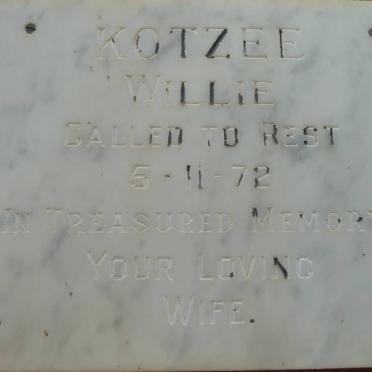 KOTZEE
WILLIE
CALLED TO REST
5-11-72
IN TREASURED MEMORY
YOUR LOVING
WIFE.